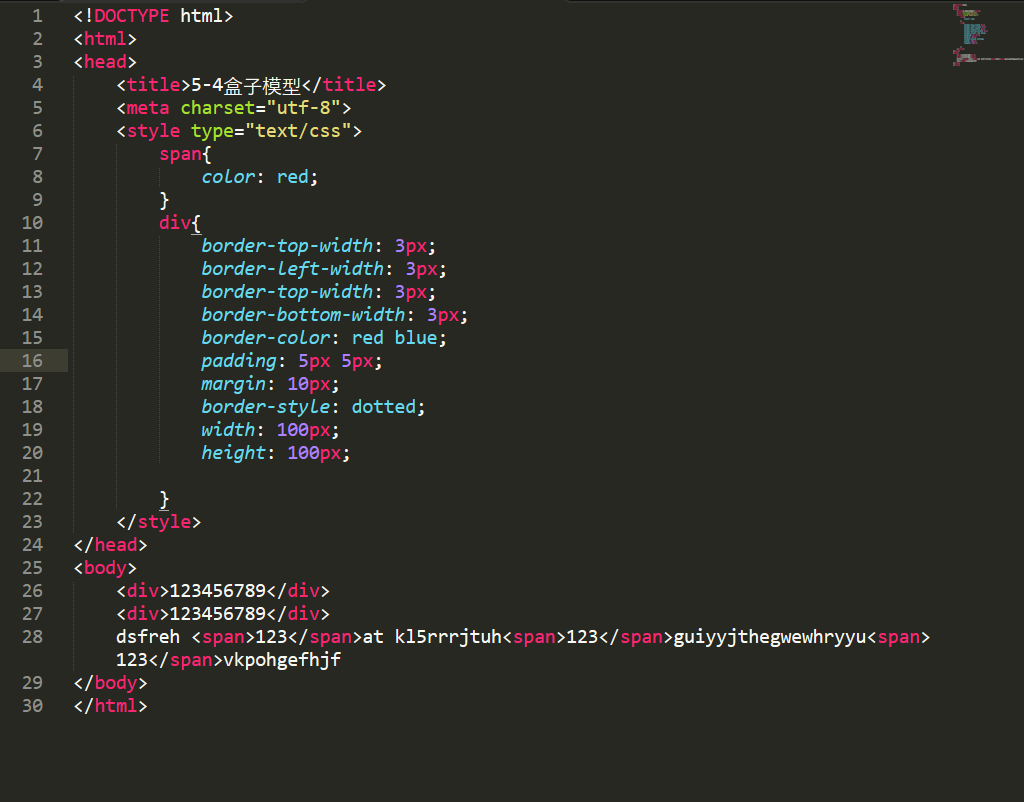 1 <!DOCTYPE html>
2 <html>
3 <head>
4 <title>5-4盒子模型</title>
5 <meta charset="utf-8">
6 <style type="text/css">
7 span{
8 color: red;
9 }
10 div{
11 border-top-width: 3px;
12 border-left-width: 3px;
13 border-top-width: 3px;
14 border-bottom-width: 3px;
15 border-color: red blue;
16 padding: 5px 5px;
17 margin: 10px;
18 border-style: dotted;
19 width: 100px;
20 height: 100px;
21
22 }
23 </style>
24 </head>
25 <body>
26 <div>123456789</div>
27 <div>123456789</div>
28 dsfreh <span>123</span>at kl5rrrjtuh<span>123</span>guiyyjthegwewhryyu<span>
123</span>vkpohgefhjf
29 </body>
30 </html>